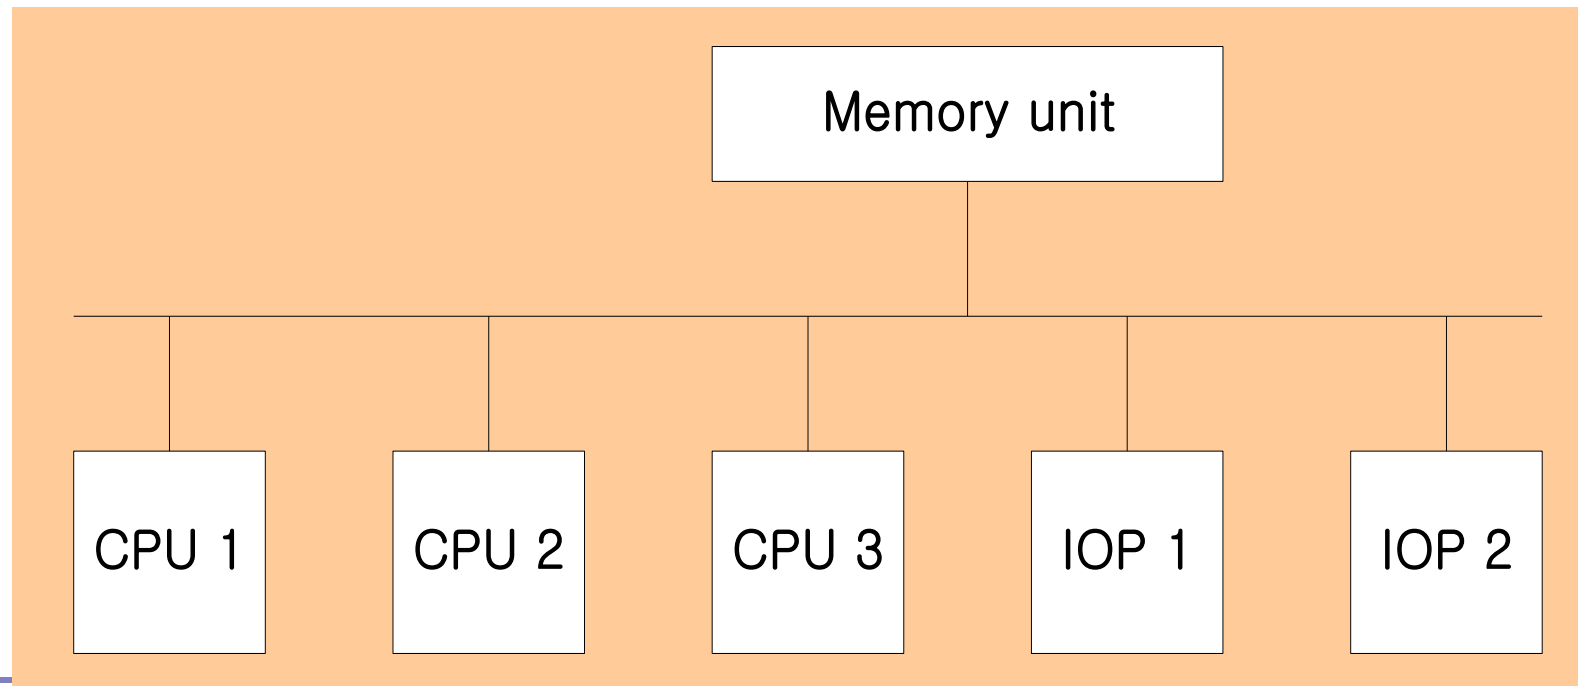 Memory unit
CPU 1
CPU 2
CPU 3
IOP 1
IOP 2